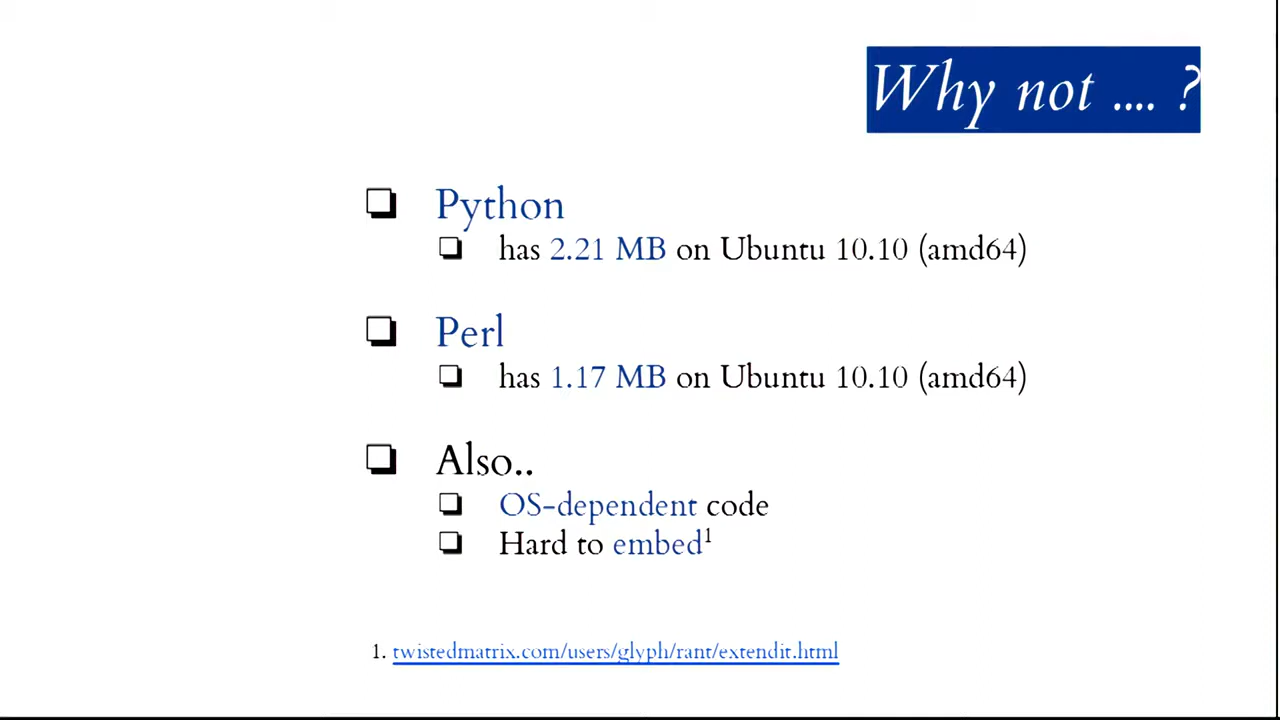 Why not .... ?
Python
has 2.21 MB on Ubuntu 10.10 (amd64)
Perl
has 1.17 MB on Ubuntu 10.10 (amd64)
Also..
OS-dependent code
Hard to embed¹
1. twistedmatrix.com/users/glyph/rant/extendit.html